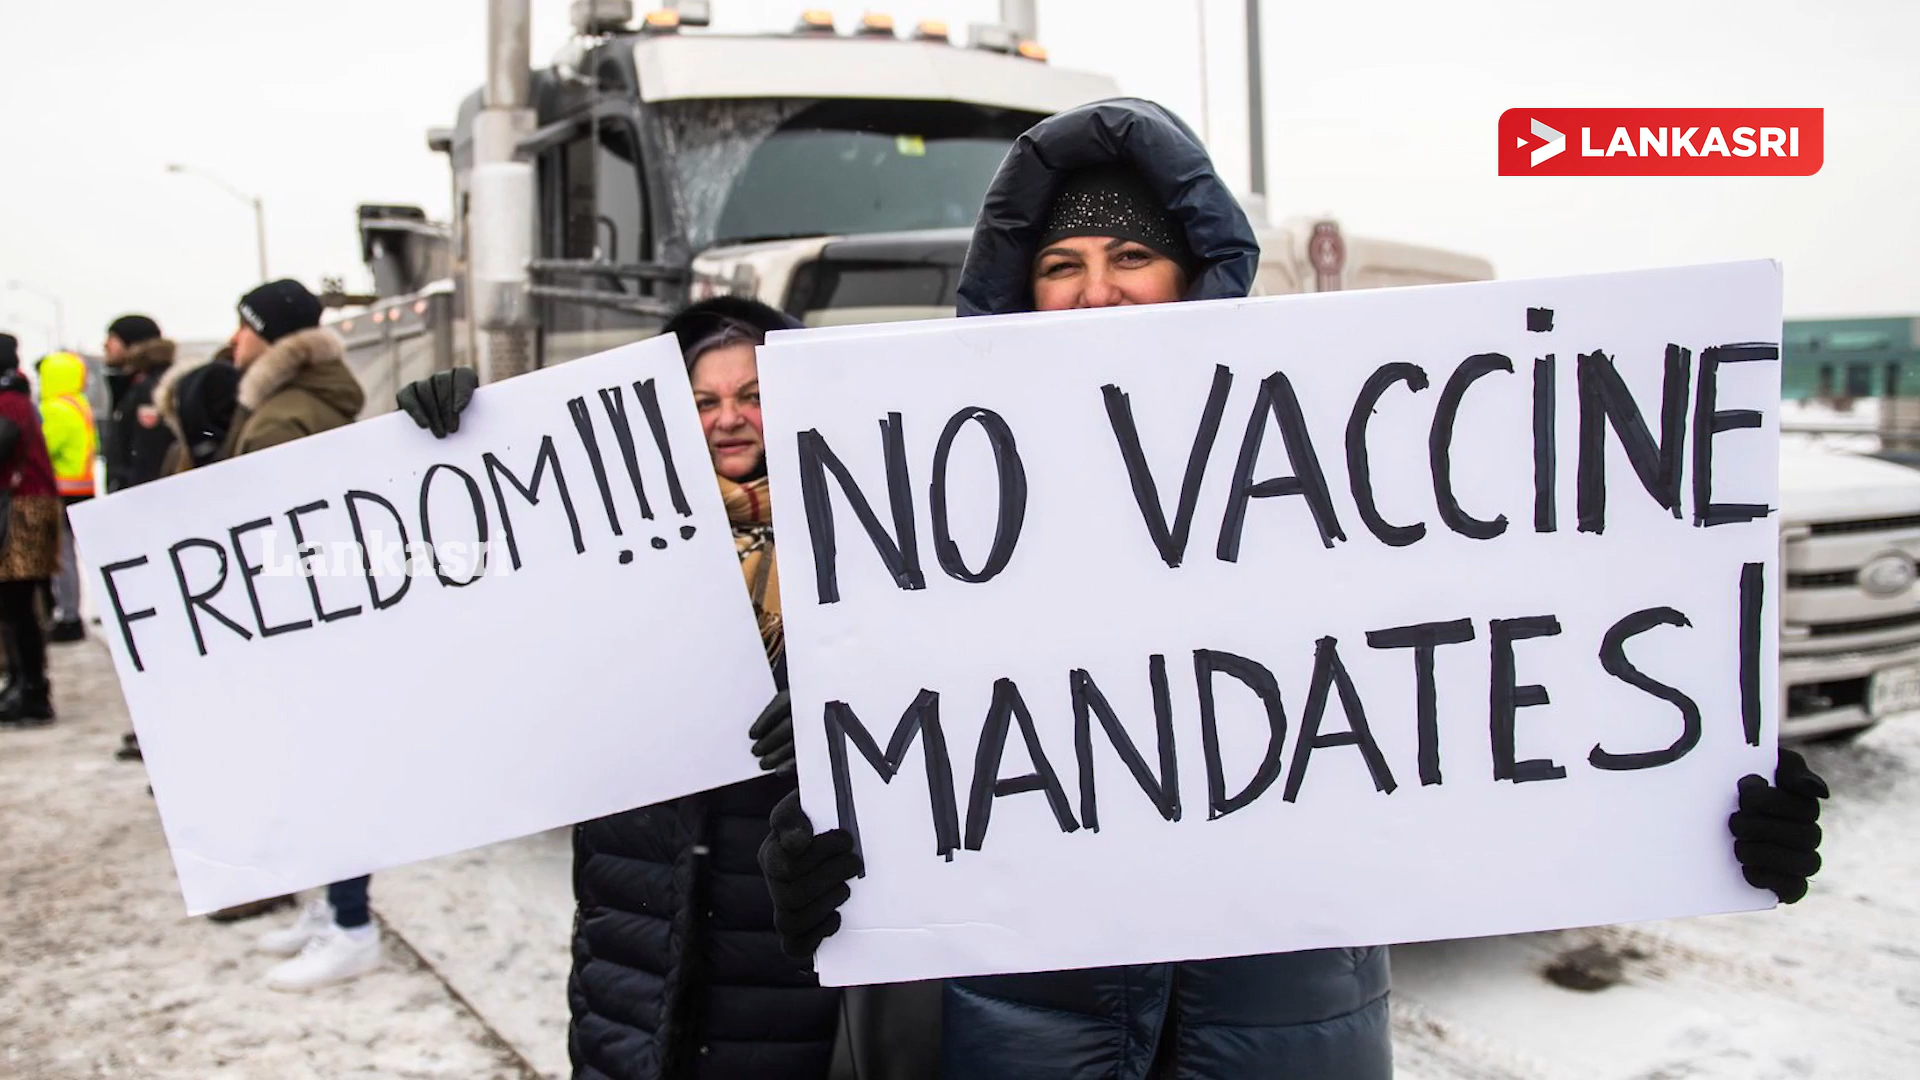 LANKASRI
FREEDOM!!!
Lankasri
NO VACCiNE
MANDATES!